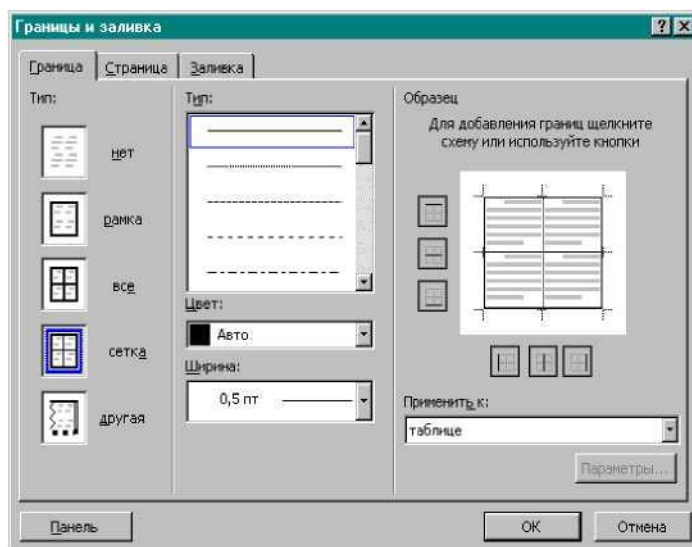 Границы и заливка
Граница
Страница
Заливка
Тип:
нет
рамка
все
сетка
другая
Тип:
Цвет:
Авто
Ширина:
0,5 пт
Образец
Для добавления границ щелкните
схему или используйте кнопки
Применить к:
таблице
Параметры...
Панель
ОК
Отмена